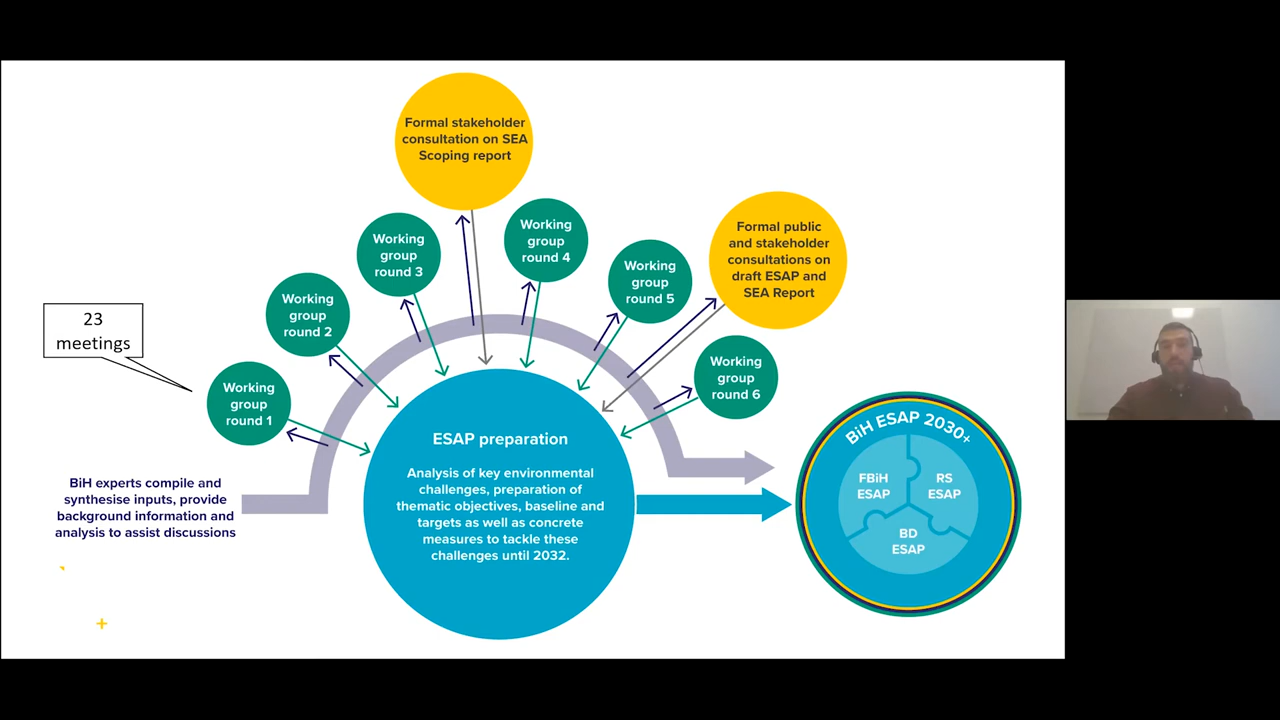 Formal stakeholder
consultation on SEA
Scoping report
Working
group
round 3
Working
group
round 4
Working
group
round 5
Formal public
and stakeholder
consultations on
draft ESAP and
SEA Report
Working
group
round 2
23
meetings
Working
group
round 1
Working
group
round 6
BiH experts compile and
synthesise inputs, provide
background information and
analysis to assist discussions
ESAP preparation
Analysis of key environmental
challenges, preparation of
thematic objectives, baseline and
targets as well as concrete
measures to tackle these
challenges until 2032.
BiH ESAP 2030+
FBiH
ESAP
RS
ESAP
BD
ESAP